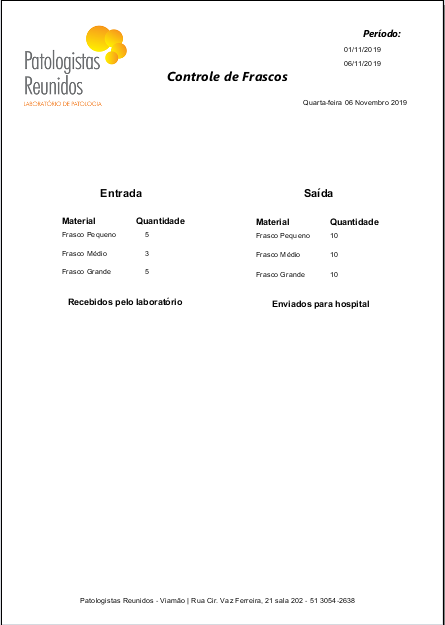 Período:
01/11/2019
06/11/2019
Patologistas
Reunidos
LABORATÓRIO DE PATOLOGIA
Controle de Frascos
Quarta-feira 06 Novembro 2019
Entrada
Material Quantidade
Frasco Pequeno 5
Frasco Médio 3
Frasco Grande 5
Recebidos pelo laboratório
Saída
Material Quantidade
Frasco Pequeno 10
Frasco Médio 10
Frasco Grande 10
Enviados para hospital
Patologistas Reunidos - Viamão | Rua Cir. Vaz Ferreira, 21 sala 202 - 51 3054-2638